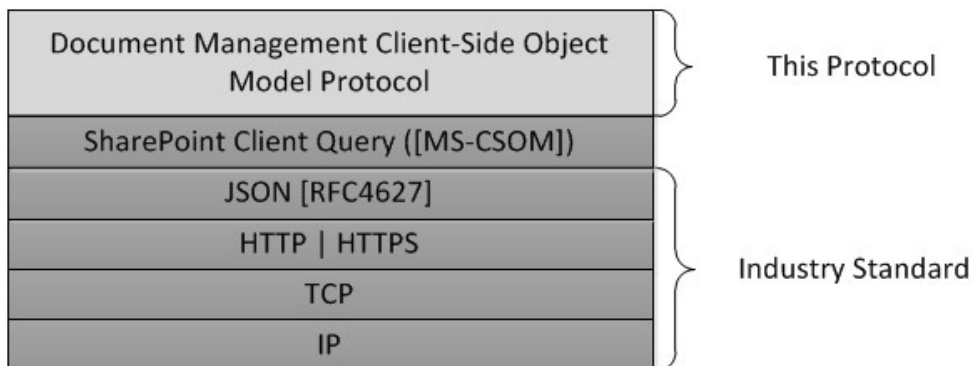 Document Management Client-Side Object
Model Protocol
This Protocol
SharePoint Client Query ([MS-CSOM])
JSON [RFC4627]
HTTP | HTTPS
Industry Standard
TCP
IP